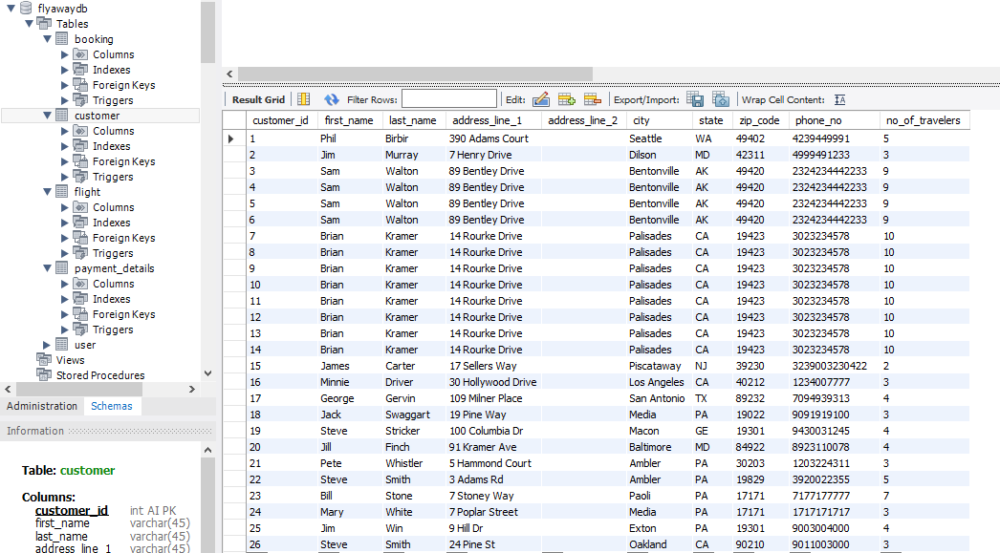 flyawaydb
Tables
booking
Columns
Indexes
Foreign Keys
Triggers
customer
Columns
Indexes
Foreign Keys
Triggers
flight
Columns
Indexes
Foreign Keys
Triggers
payment_details
Columns
Indexes
Foreign Keys
Triggers
user
Views
Stored Procedures
Administration Schemas
Information
Table: customer
Columns:
customer_id int AI PK
first_name varchar(45)
last_name varchar(45)
address_line_1 varchar(45)
Result Grid Filter Rows: Edit: Export/Import: Wrap Cell Content: IA
customer_id first_name last_name address_line_1 address_line_2 city state zip_code phone_no no_of_travelers
1 Phil Birbir 390 Adams Court Seattle WA 49402 4239449991 5
2 Jim Murray 7 Henry Drive Dilson MD 42311 4999491233 3
3 Sam Walton 89 Bentley Drive Bentonville AK 49420 2324234442233 9
4 Sam Walton 89 Bentley Drive Bentonville AK 49420 2324234442233 9
5 Sam Walton 89 Bentley Drive Bentonville AK 49420 2324234442233 9
6 Sam Walton 89 Bentley Drive Bentonville AK 49420 2324234442233 9
7 Brian Kramer 14 Rourke Drive Palisades CA 19423 3023234578 10
8 Brian Kramer 14 Rourke Drive Palisades CA 19423 3023234578 10
9 Brian Kramer 14 Rourke Drive Palisades CA 19423 3023234578 10
10 Brian Kramer 14 Rourke Drive Palisades CA 19423 3023234578 10
11 Brian Kramer 14 Rourke Drive Palisades CA 19423 3023234578 10
12 Brian Kramer 14 Rourke Drive Palisades CA 19423 3023234578 10
13 Brian Kramer 14 Rourke Drive Palisades CA 19423 3023234578 10
14 Brian Kramer 14 Rourke Drive Palisades CA 19423 3023234578 10
15 James Carter 17 Sellers Way Piscataway NJ 39230 3239003230422 2
16 Minnie Driver 30 Hollywood Drive Los Angeles CA 40212 1234007777 3
17 George Gervin 109 Milner Place San Antonio TX 89232 7094939313 4
18 Jack Swaggart 19 Pine Way Media PA 19022 9091919100 3
19 Steve Stricker 100 Columbia Dr Macon GE 19301 9430031245 4
20 Jill Finch 91 Kramer Ave Baltimore MD 84922 8923110078 4
21 Pete Whistler 5 Hammond Court Ambler PA 30203 1203224311 3
22 Steve Smith 3 Adams Rd Ambler PA 19829 3920022355 5
23 Bill Stone 7 Stoney Way Paoli PA 17171 7177177777 7
24 Mary White 7 Poplar Street Media PA 17171 1717171717 3
25 Jim Win 9 Hill Dr Exton PA 19301 9003004000 4
26 Steve Smith 24 Pine St Oakland CA 90210 9011003000 3